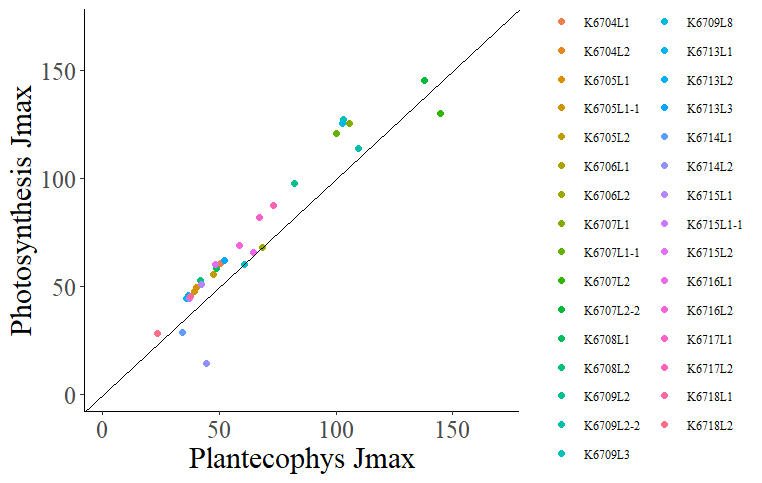 Photosynthesis Jmax
150
100
50
0
0 50 100 150
Plantecophys Jmax
K6704L1
K6704L2
K6705L1
K6705L1-1
K6705L2
K6706L1
K6706L2
K6707L1
K6707L1-1
K6707L2
K6707L2-2
K6708L1
K6708L2
K6709L2
K6709L2-2
K6709L3
K6709L8
K6713L1
K6713L2
K6713L3
K6714L1
K6714L2
K6715L1
K6715L1-1
K6715L2
K6716L1
K6716L2
K6717L1
K6717L2
K6718L1
K6718L2